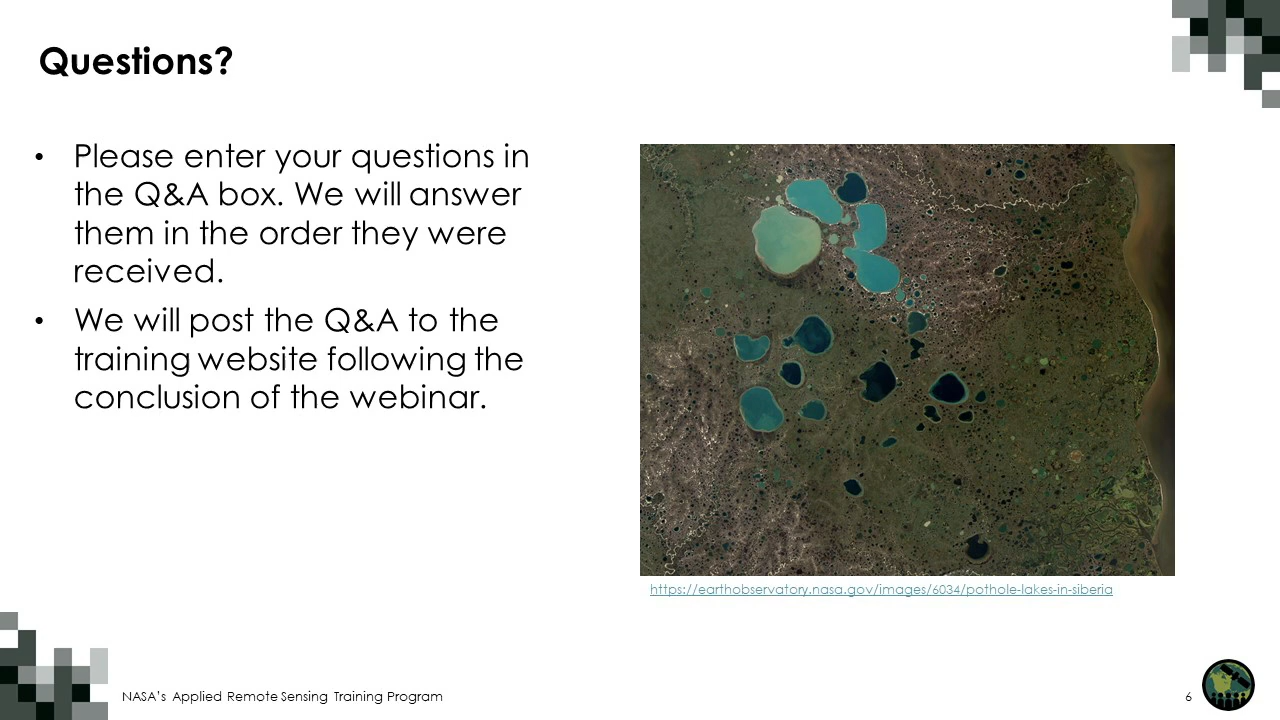 Questions?
• Please enter your questions in
the Q&A box. We will answer
them in the order they were
received.
• We will post the Q&A to the
training website following the
conclusion of the webinar.
https://earthobservatory.nasa.gov/images/6034/pothole-lakes-in-siberia
NASA's Applied Remote Sensing Training Program
6